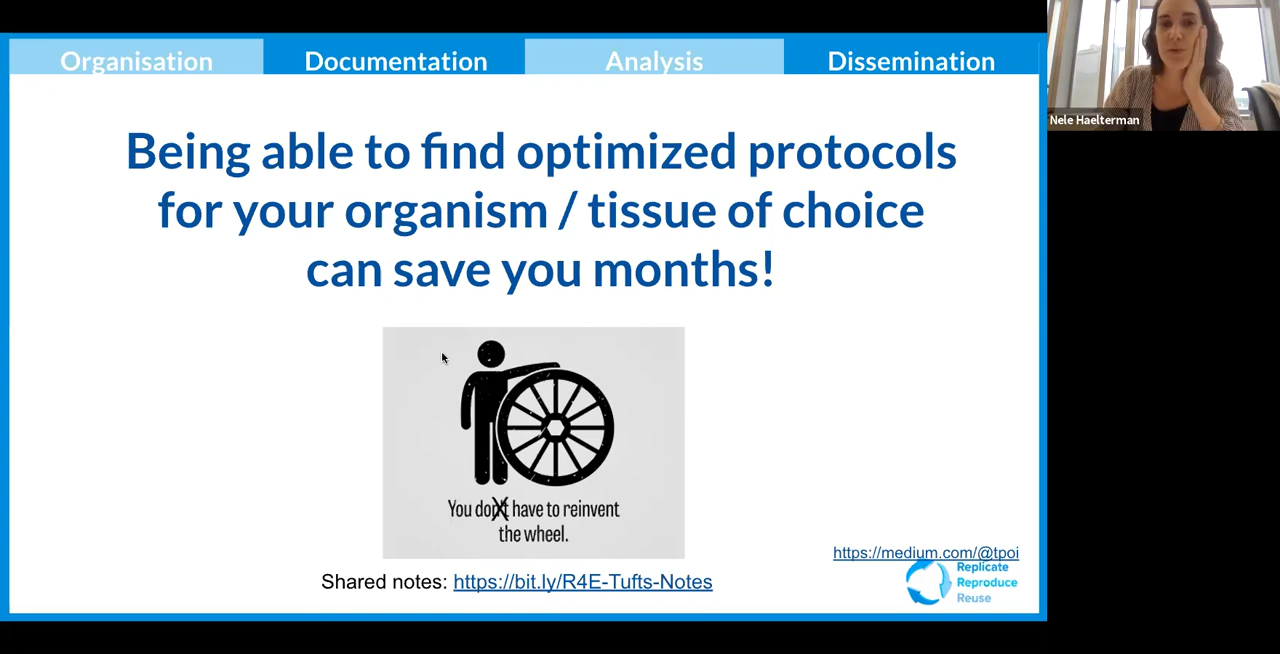 Organisation
Documentation
Analysis
Dissemination
Nele Haelterman
Being able to find optimized protocols
for your organism / tissue of choice
can save you months!
You don't have to reinvent
the wheel.
https://medium.com/@tpoi
Replicate
Reproduce
Reuse
Shared notes: https://bit.ly/R4E-Tufts-Notes